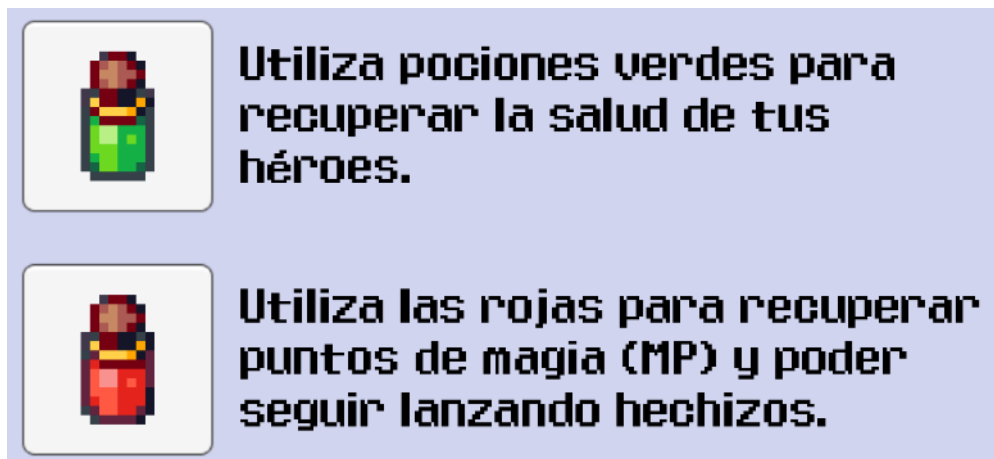 Utiliza pociones verdes para
recuperar la salud de tus
héroes.
Utiliza las rojas para recuperar
puntos de magia (MP) y poder
seguir lanzando hechizos.